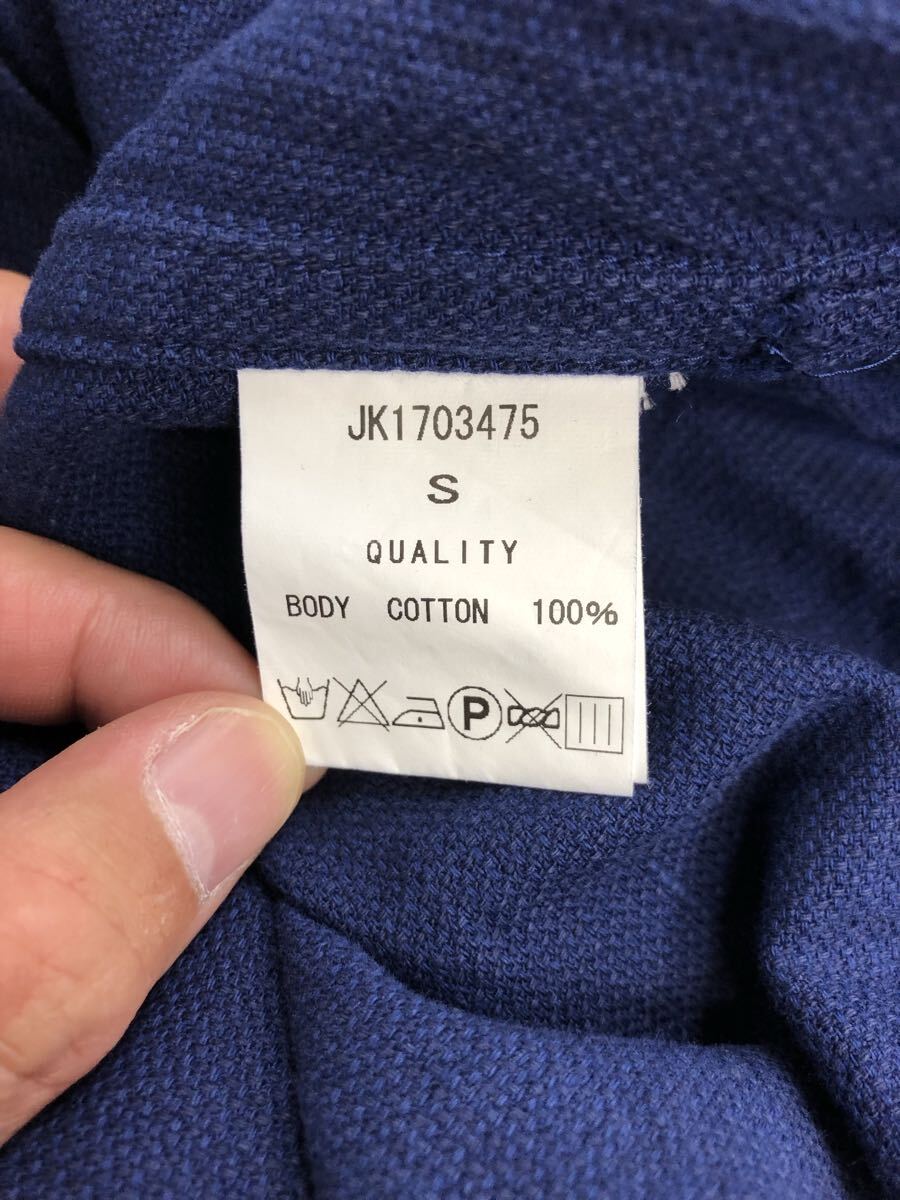 JK1703475
S
QUALITY
BODY COTTON 100%
P